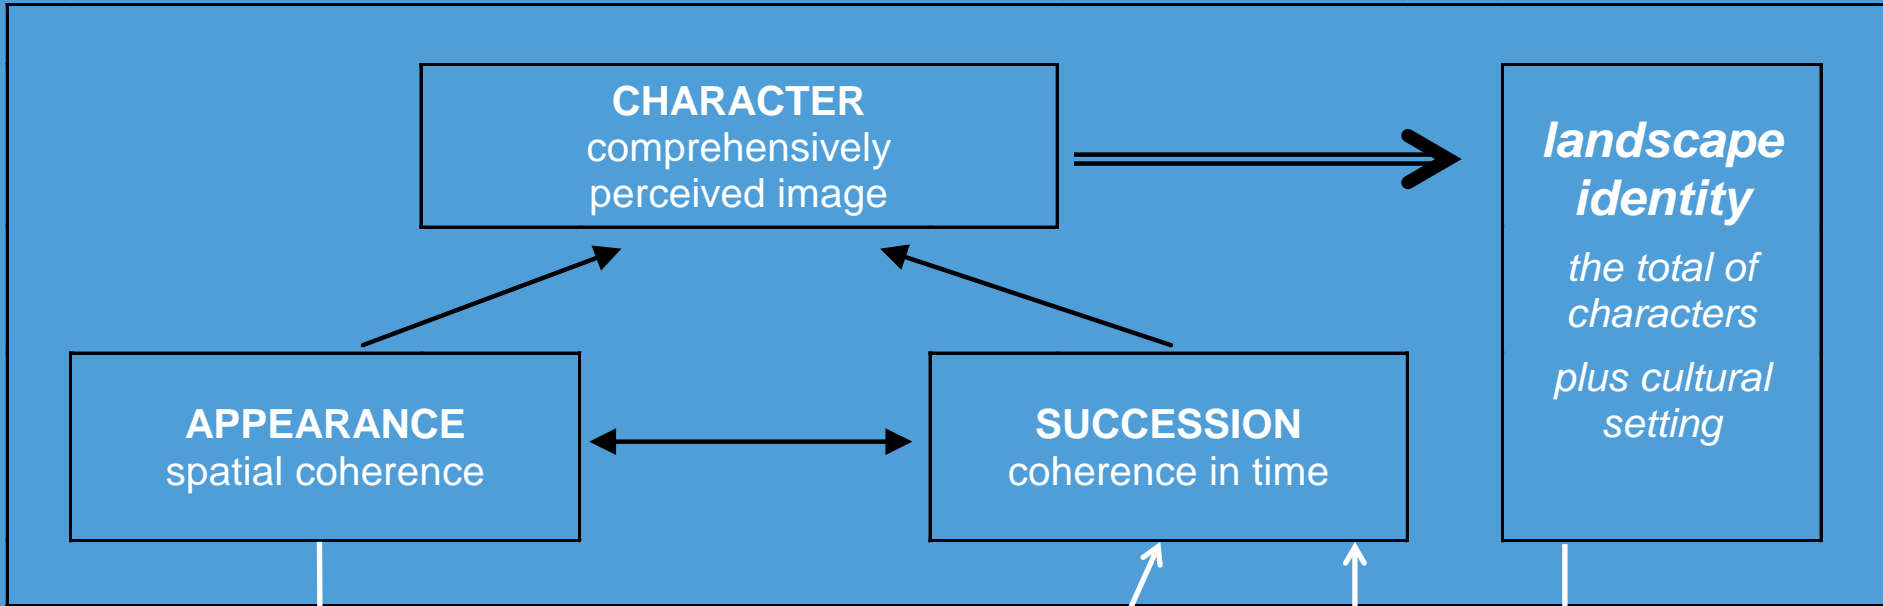 CHARACTER
comprehensively
perceived image
landscape
identity
the total of
characters
plus cultural
setting
APPEARANCE
spatial coherence
SUCCESSION
coherence in time